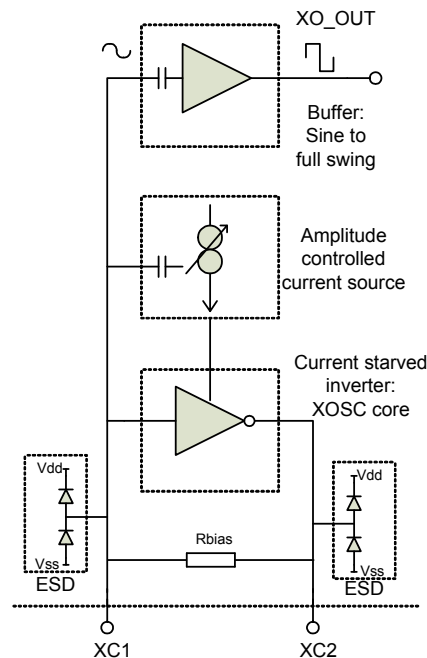 XO_OUT
Buffer:
Sine to
full swing
Amplitude
controlled
current source
Current starved
inverter:
XOSC core
Vdd
Vss
ESD
Rbias
Vdd
Vss
ESD
XC1
XC2